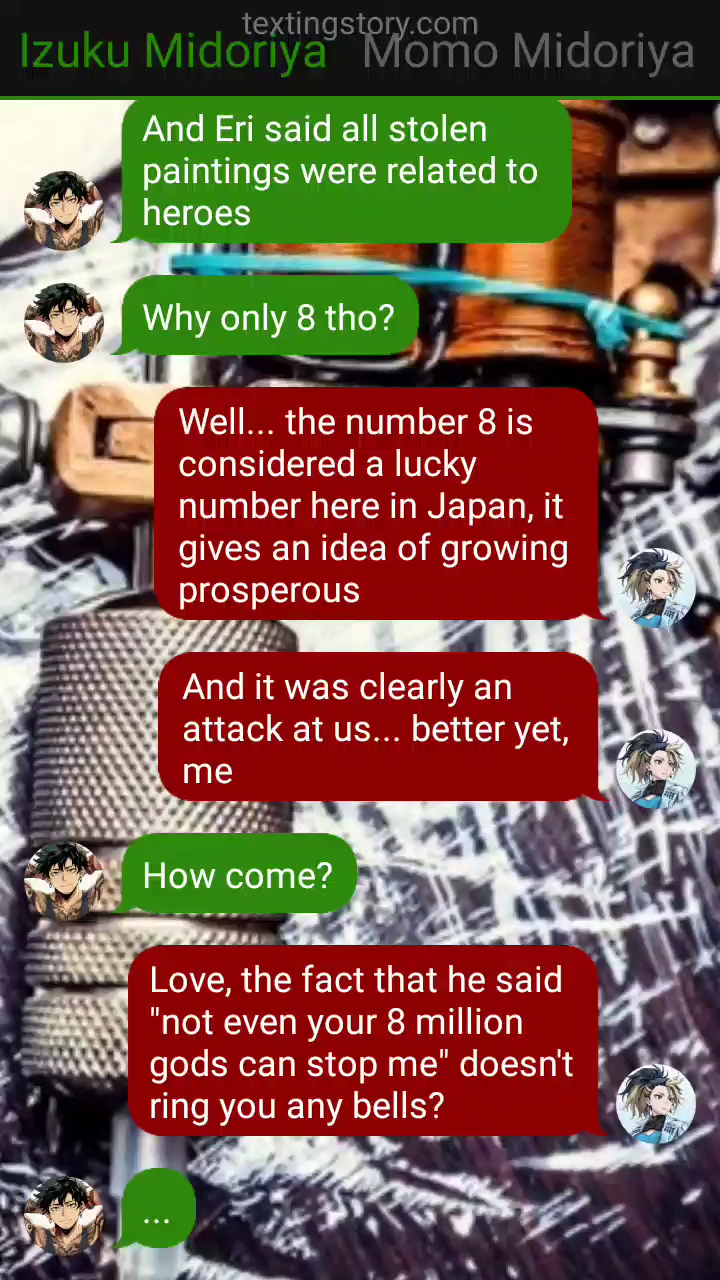 textingstory.com
Izuku Midoriya Momo Midoriya
And Eri said all stolen
paintings were related to
heroes
Why only 8 tho?
Well... the number 8 is
considered a lucky
number here in Japan, it
gives an idea of growing
prosperous
And it was clearly an
attack at us... better yet,
me
How come?
Love, the fact that he said
"not even your 8 million
gods can stop me" doesn't
ring you any bells?
...